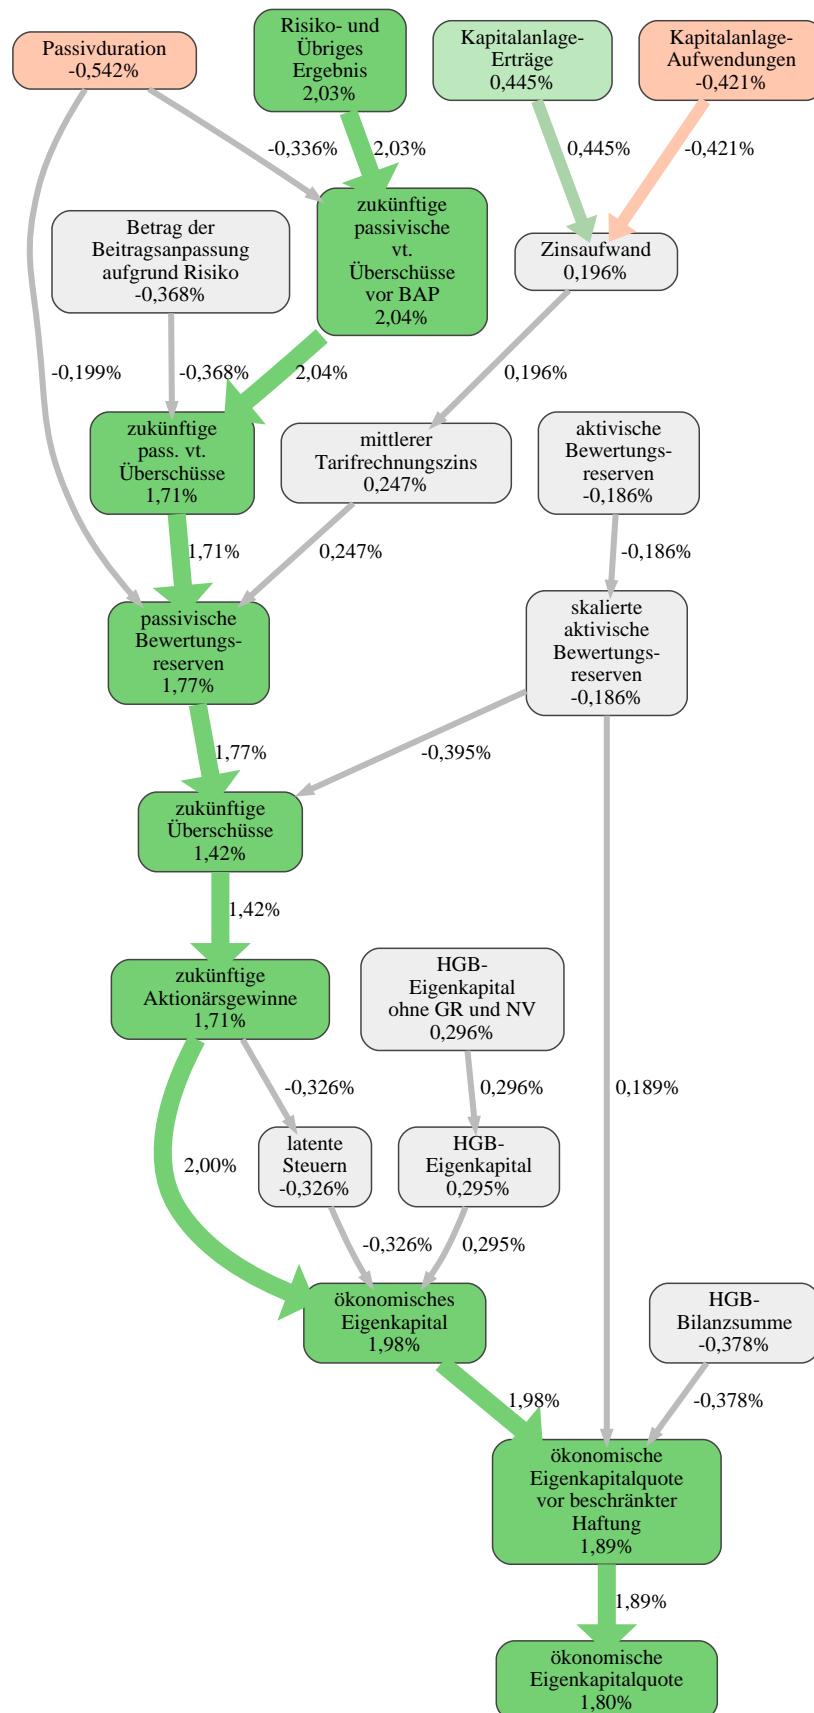 Passivduration
-0,542%
Risiko- und
Übriges
Ergebnis
2,03%
Kapitalanlage-
Erträge
0,445%
Kapitalanlage-
Aufwendungen
-0,421%
-0,336%
2,03%
0,445%
-0,421%
Betrag der
Beitragsanpassung
aufgrund Risiko
-0,368%
zukünftige
passivische
vt.
Überschüsse
vor BAP
2,04%
Zinsaufwand
0,196%
-0,199%
-0,368%
2,04%
0,196%
zukünftige
pass. vt.
Überschüsse
1,71%
mittlerer
Tarifrechnungszins
0,247%
aktivische
Bewertungs-
reserven
-0,186%
1,71%
0,247%
-0,186%
passivische
Bewertungs-
reserven
1,77%
skalierte
aktivische
Bewertungs-
reserven
-0,186%
1,77%
-0,395%
zukünftige
Überschüsse
1,42%
1,42%
zukünftige
Aktionärsgewinne
1,71%
HGB-
Eigenkapital
ohne GR und NV
0,296%
-0,326%
0,296%
0,189%
2,00%
latente
Steuern
-0,326%
HGB-
Eigenkapital
0,295%
-0,326%
0,295%
ökonomisches
Eigenkapital
1,98%
HGB-
Bilanzsumme
-0,378%
1,98%
-0,378%
ökonomische
Eigenkapitalquote
vor beschränkter
Haftung
1,89%
1,89%
ökonomische
Eigenkapitalquote
1,80%